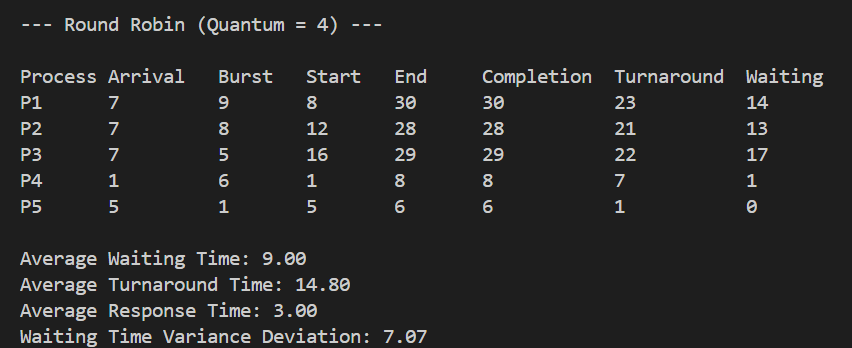 --- Round Robin (Quantum = 4) ---
Process Arrival Burst Start End Completion Turnaround Waiting
P1 7 9 8 30 30 23 14
P2 7 8 12 28 28 21 13
P3 7 5 16 29 29 22 17
P4 1 6 1 8 8 7 1
P5 5 1 5 6 6 1 0
Average Waiting Time: 9.00
Average Turnaround Time: 14.80
Average Response Time: 3.00
Waiting Time Variance Deviation: 7.07